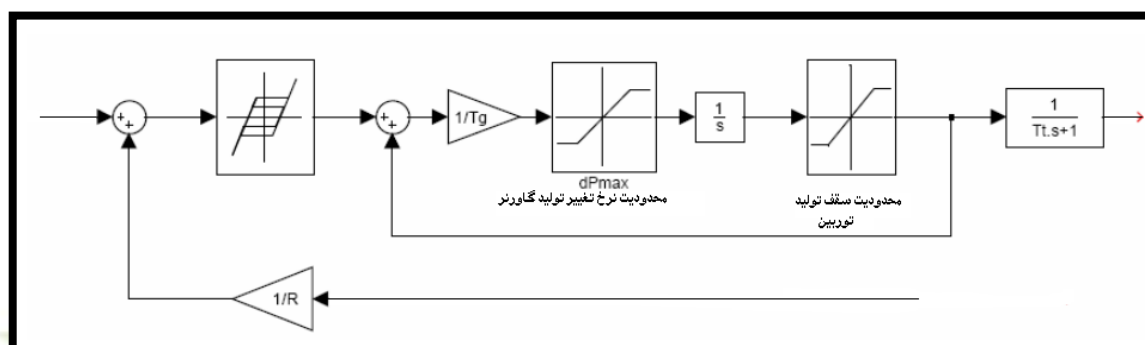 +
+
+
+
1/Tg
1
s
1
Tt.s+1
dPmax
محدودیت نرخ تغییر تولید گاورنر
محدودیت سقف تولید
توربین
1/R